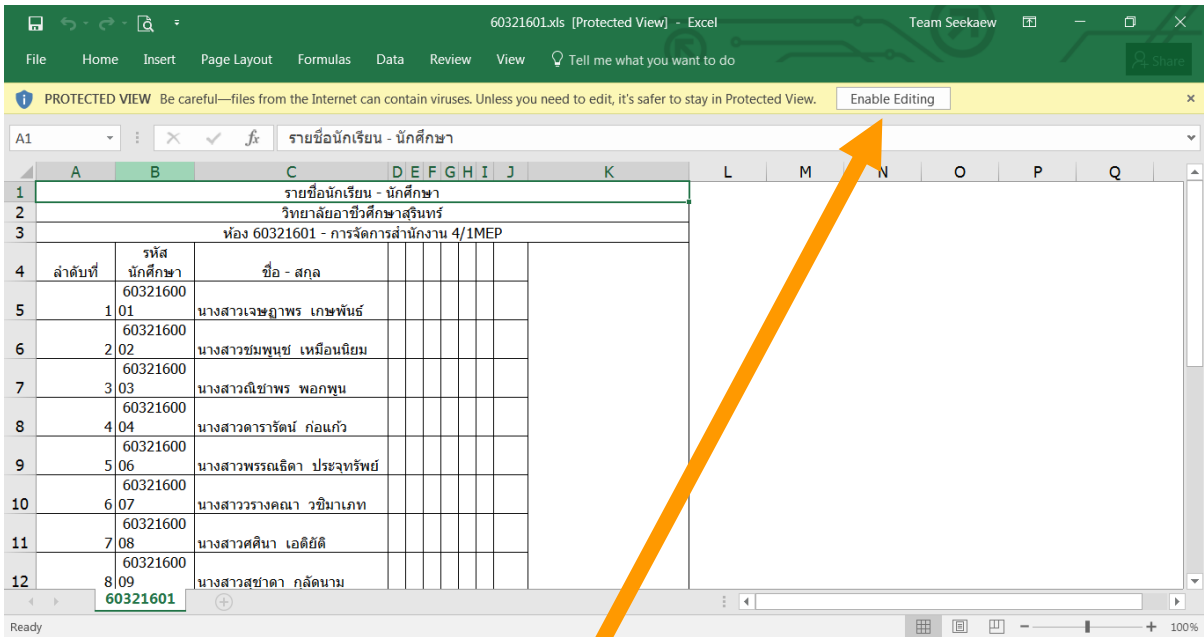 60321601.xls [Protected View] - Excel
Team Seekaew
File Home Insert Page Layout Formulas Data Review View Tell me what you want to do Share
PROTECTED VIEW Be careful—files from the Internet can contain viruses. Unless you need to edit, it's safer to stay in Protected View. Enable Editing
A1 fx รายชื่อนักเรียน - นักศึกษา
A B C D E F G H I J K L M N O P Q
1 รายชื่อนักเรียน - นักศึกษา
2 วิทยาลัยอาชีวศึกษาสุรินทร์
3 ห้อง 60321601 - การจัดการสำนักงาน 4/1MEP
รหัส
4 ลำดับที่ นักศึกษา ชื่อ - สกุล
60321600
5 1 01 นางสาวเจษฎาพร เกษพันธ์
60321600
6 2 02 นางสาวชมพูนุช เหมือนนิยม
60321600
7 3 03 นางสาวณิชาพร พอกพูน
60321600
8 4 04 นางสาวดารารัตน์ ก่อแก้ว
60321600
9 5 06 นางสาวพรรณธิดา ประจุทรัพย์
60321600
10 6 07 นางสาววรางคณา วชิมาเภท
60321600
11 7 08 นางสาวศศินา เอติยัติ
60321600
12 8 09 นางสาวสุชาดา กุลัดนาม
60321601
Ready 100%